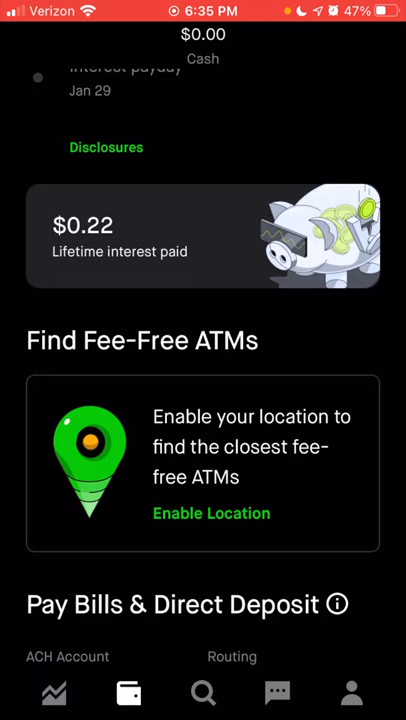 Verizon 6:35 PM 47%
$0.00
Cash
Interest payday
Jan 29
Disclosures
$0.22
Lifetime interest paid
Find Fee-Free ATMs
Enable your location to
find the closest fee-
free ATMs
Enable Location
Pay Bills & Direct Deposit
ACH Account Routing